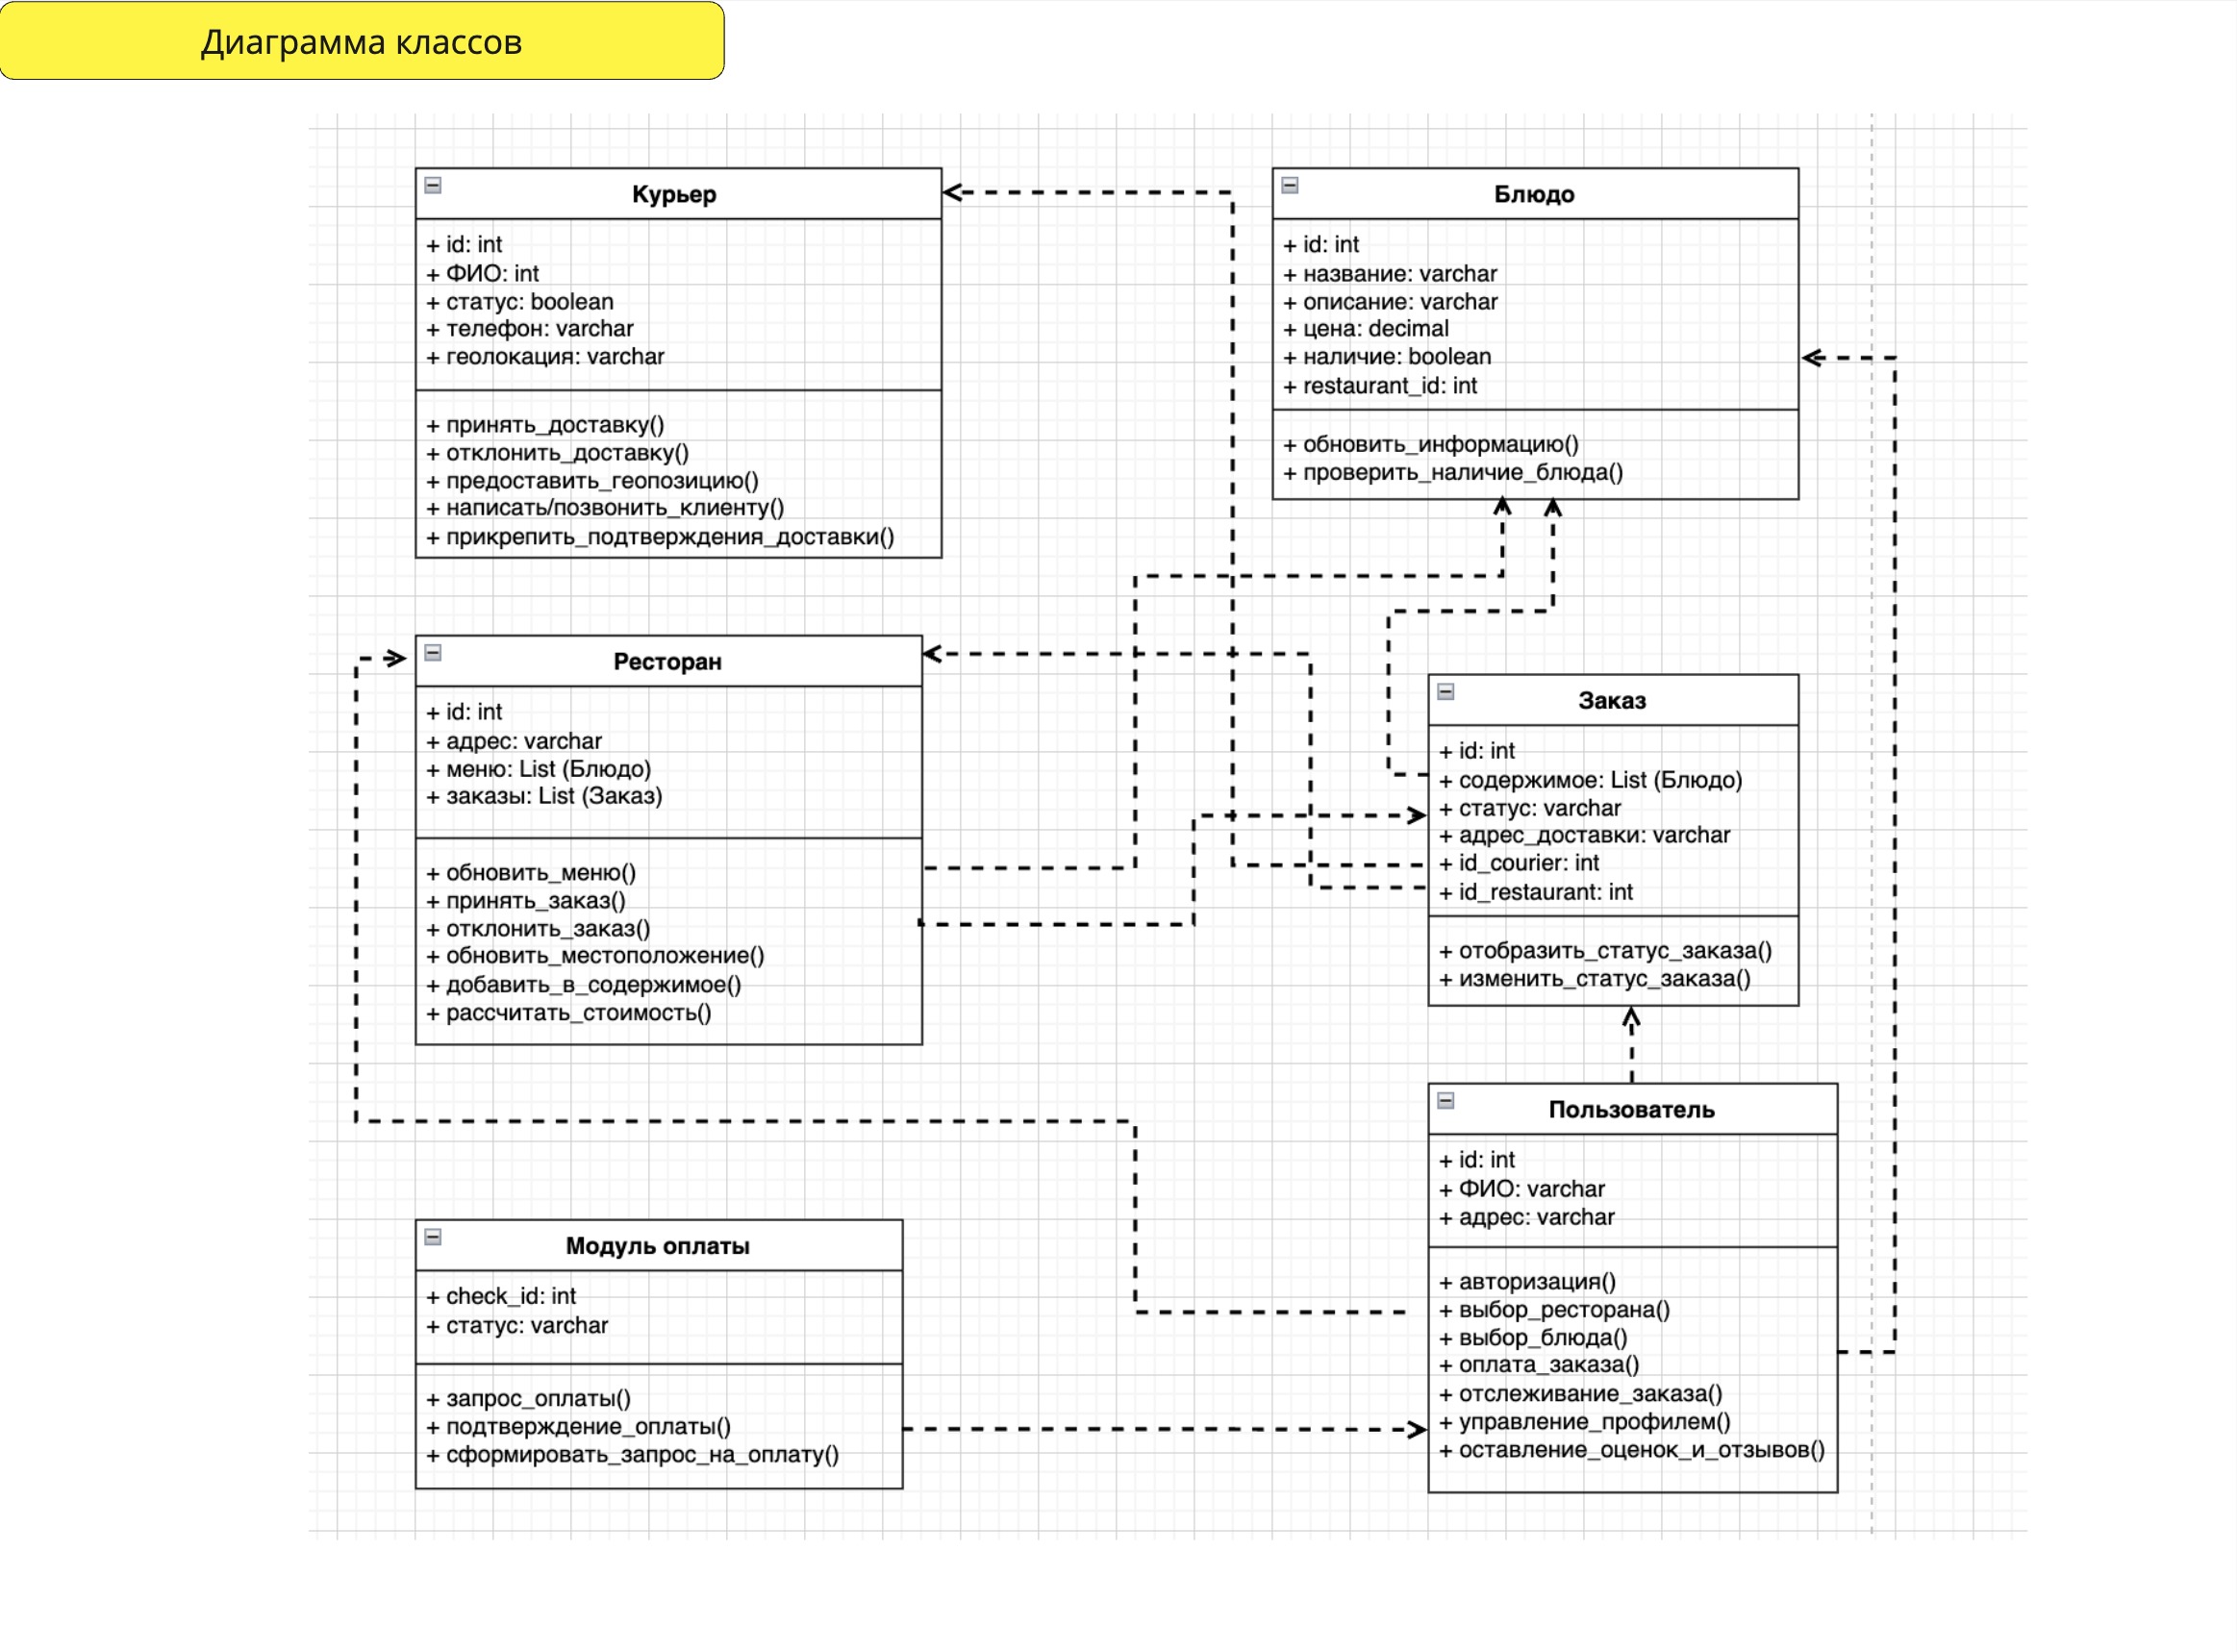 Диаграмма классов
Курьер
+ id: int
+ ФИО: int
+ статус: boolean
+ телефон: varchar
+ геолокация: varchar
+ принять_доставку()
+ отклонить_доставку()
+ предоставить_геопозицию()
+ написать/позвонить_клиенту()
+ прикрепить_подтверждения_доставки()
Блюдо
+ id: int
+ название: varchar
+ описание: varchar
+ цена: decimal
+ наличие: boolean
+ restaurant_id: int
+ обновить_информацию()
+ проверить_наличие_блюда()
Ресторан
+ id: int
+ адрес: varchar
+ меню: List (Блюдо)
+ заказы: List (Заказ)
+ обновить_меню()
+ принять_заказ()
+ отклонить_заказ()
+ обновить_местоположение()
+ добавить_в_содержимое()
+ рассчитать_стоимость()
Заказ
+ id: int
+ содержимое: List (Блюдо)
+ статус: varchar
+ адрес_доставки: varchar
+ id_courier: int
+ id_restaurant: int
+ отобразить_статус_заказа()
+ изменить_статус_заказа()
Модуль оплаты
+ check_id: int
+ статус: varchar
+ запрос_оплаты()
+ подтверждение_оплаты()
+ сформировать_запрос_на_оплату()
Пользователь
+ id: int
+ ФИО: varchar
+ адрес: varchar
+ авторизация()
+ выбор_ресторана()
+ выбор_блюда()
+ оплата_заказа()
+ отслеживание_заказа()
+ управление_профилем()
+ оставление_оценок_и_отзывов()